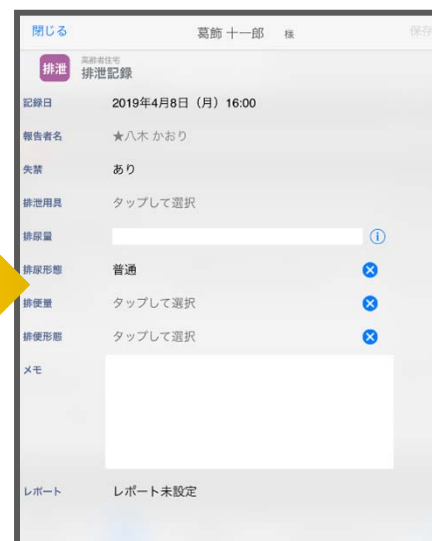 閉じる 葛飾 十一郎 様 保存
排泄 高齢者住宅
排泄記録
記録日 2019年4月8日（月）16:00
報告者名 ★八木 かおり
失禁 あり
排泄用具 タップして選択
排尿量
排尿形態 普通
排便量 タップして選択
排便形態 タップして選択
メモ
レポート レポート未設定